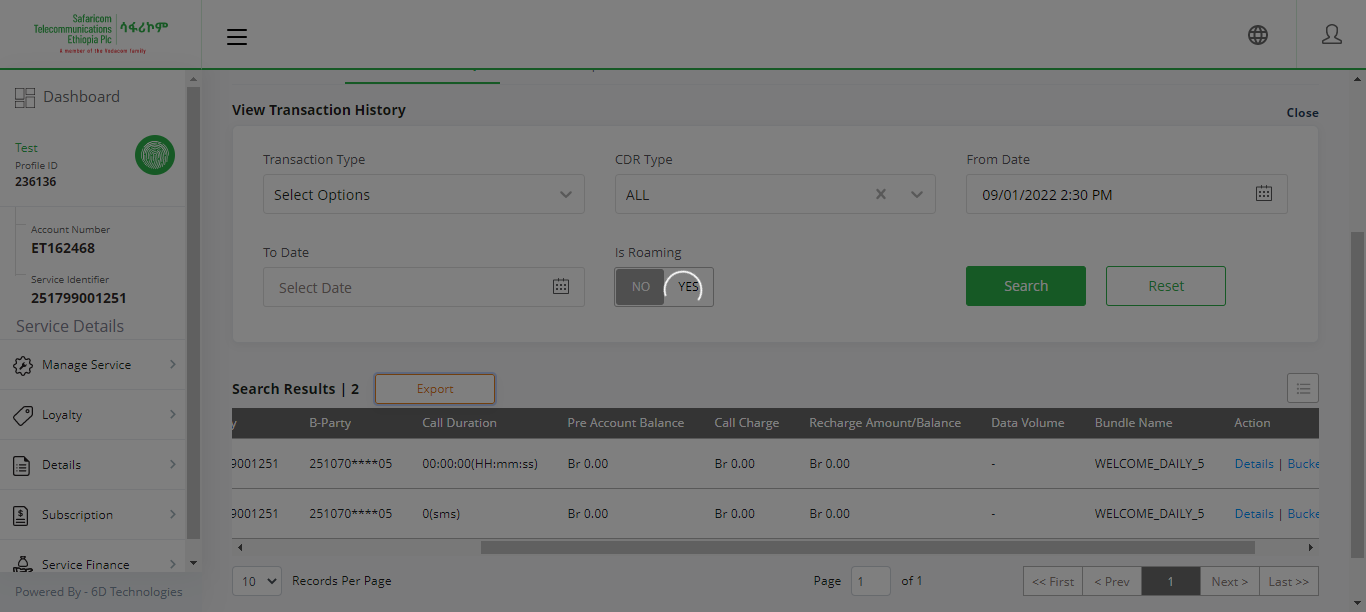 Safaricom
Telecommunications
Ethiopia Plc
ሳፋሪኮም
A member of the Vodacom family
Dashboard
Test
Profile ID
236136
Account Number
ET162468
Service Identifier
251799001251
Service Details
Manage Service
Loyalty
Details
Subscription
Service Finance
Powered By - 6D Technologies
View Transaction History
Close
Transaction Type
CDR Type
From Date
Select Options
ALL
09/01/2022 2:30 PM
To Date
Is Roaming
Select Date
NO
YES
Search
Reset
Search Results | 2
Export
y B-Party Call Duration Pre Account Balance Call Charge Recharge Amount/Balance Data Volume Bundle Name Action
9001251 251070****05 00:00:00(HH:mm:ss) Br 0.00 Br 0.00 Br 0.00 - WELCOME_DAILY_5 Details | Bucke
9001251 251070****05 0(sms) Br 0.00 Br 0.00 Br 0.00 - WELCOME_DAILY_5 Details | Bucke
10 Records Per Page
Page 1 of 1
<< First < Prev 1 Next > Last >>